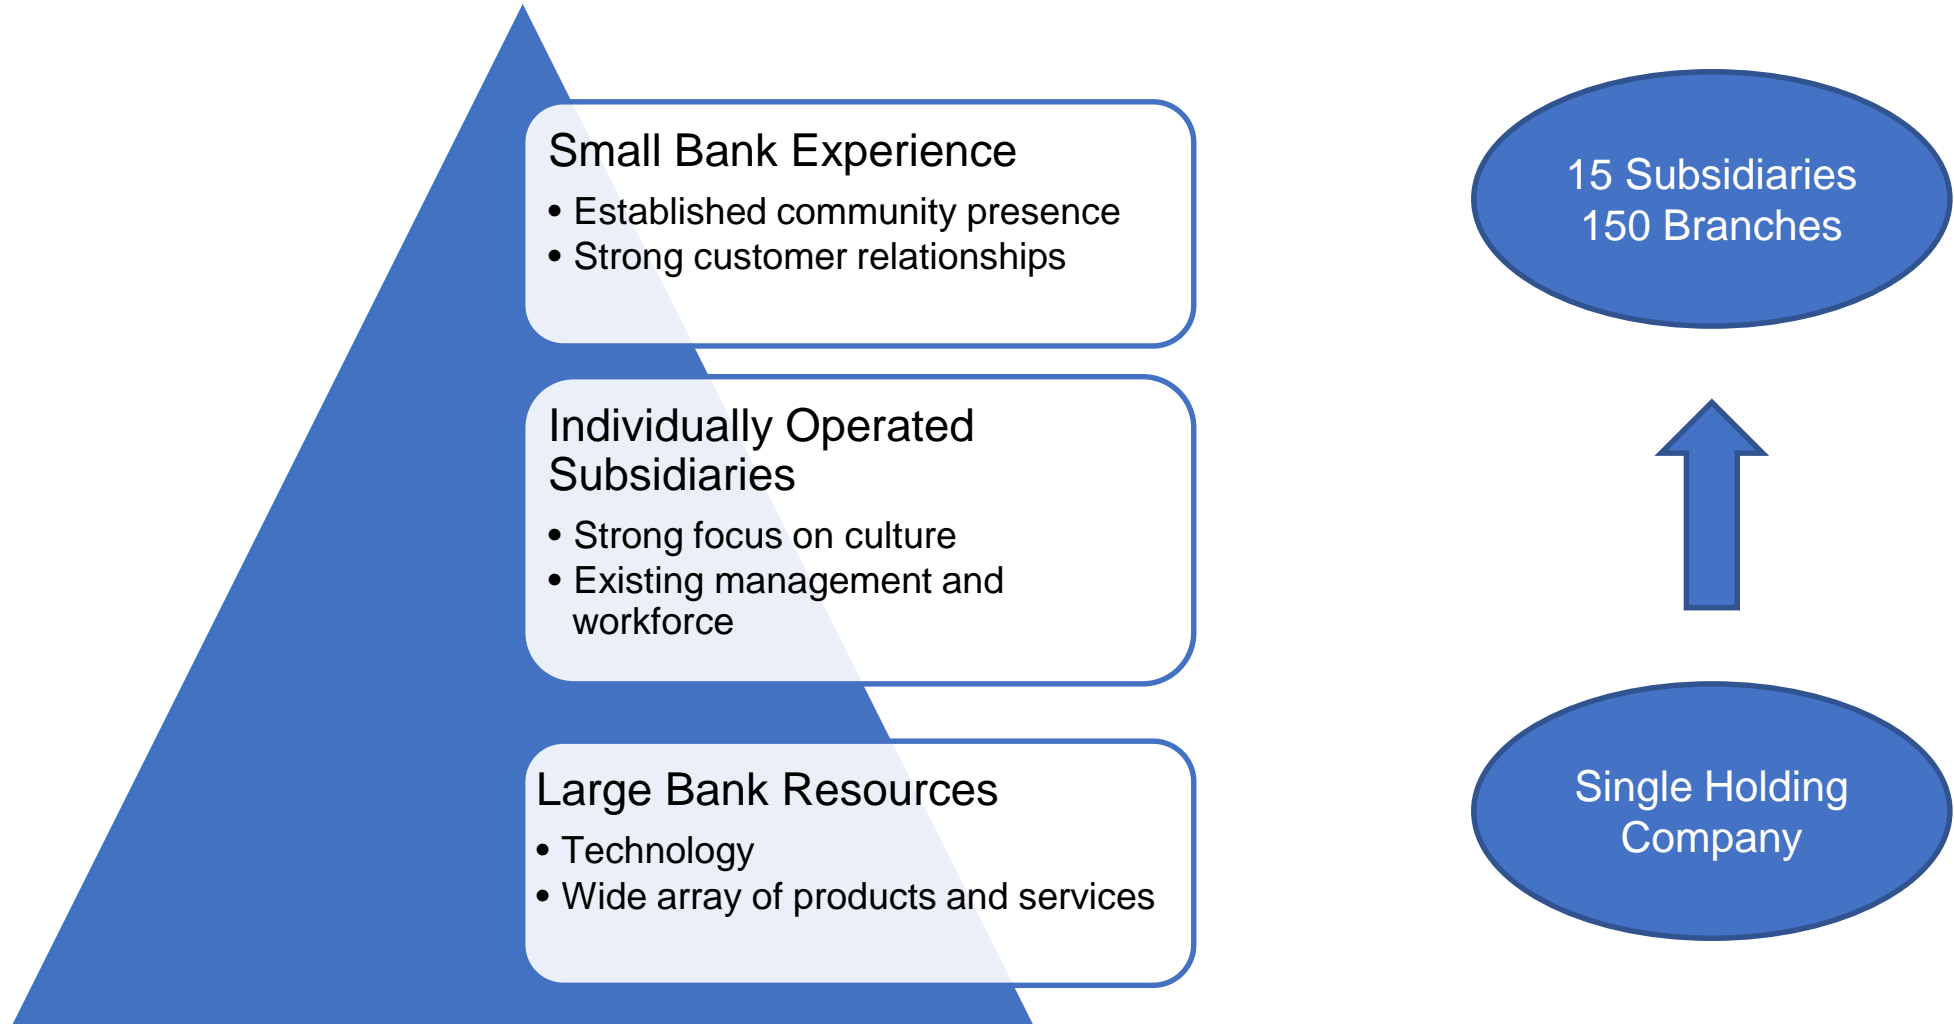 Small Bank Experience
• Established community presence
• Strong customer relationships
Individually Operated
Subsidiaries
• Strong focus on culture
• Existing management and
workforce
Large Bank Resources
• Technology
• Wide array of products and services
15 Subsidiaries
150 Branches
Single Holding
Company